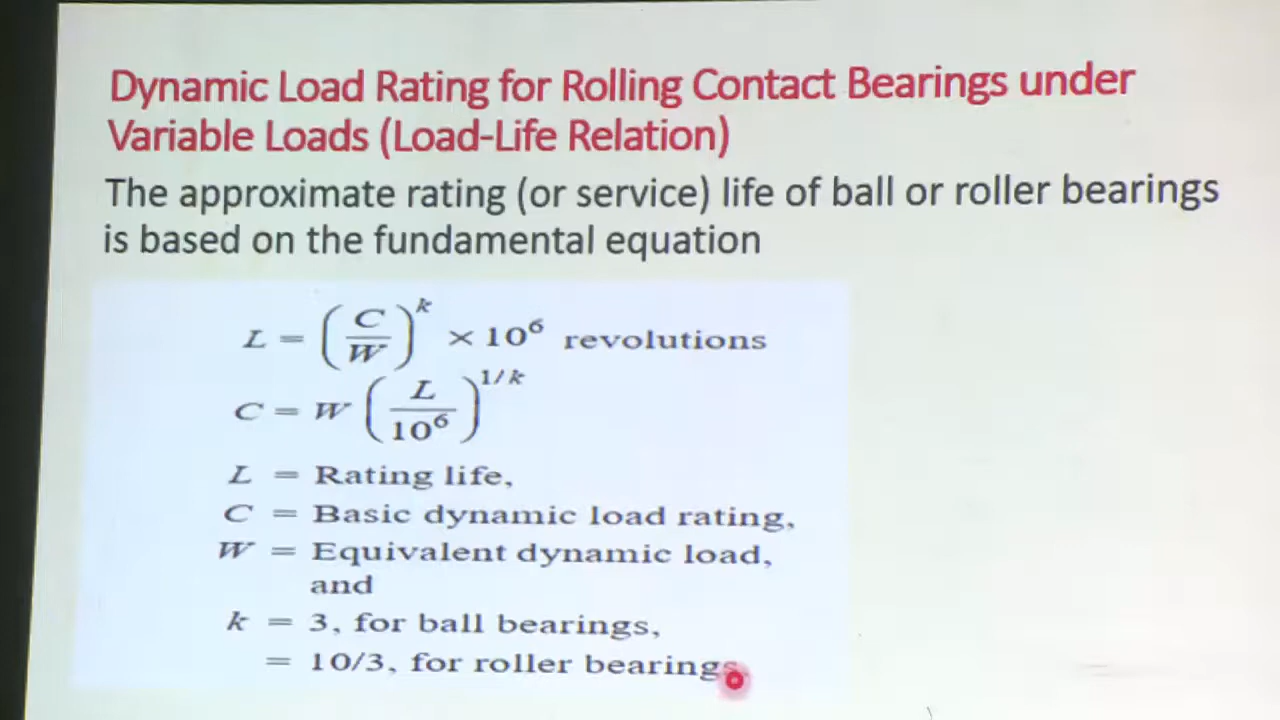 Dynamic Load Rating for Rolling Contact Bearings under
Variable Loads (Load-Life Relation)
The approximate rating (or service) life of ball or roller bearings
is based on the fundamental equation
L = (C/W)^k × 10^6 revolutions
C = W (L/10^6)^1/k
L = Rating life,
C = Basic dynamic load rating,
W = Equivalent dynamic load,
and
k = 3, for ball bearings,
= 10/3, for roller bearings